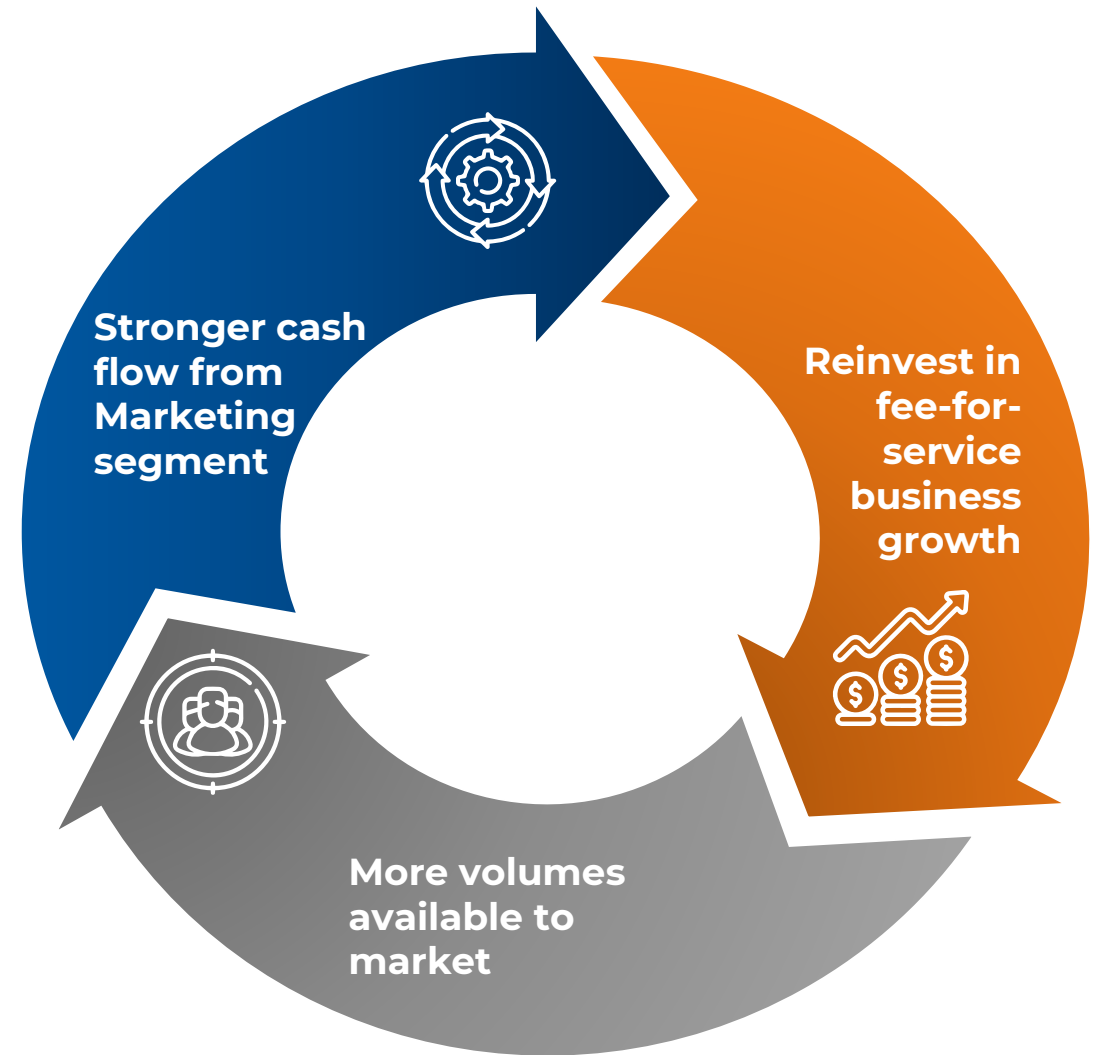 Stronger cash
flow from
Marketing
segment
Reinvest in
fee-for-
service
business
growth
$
$
$
More volumes
available to
market